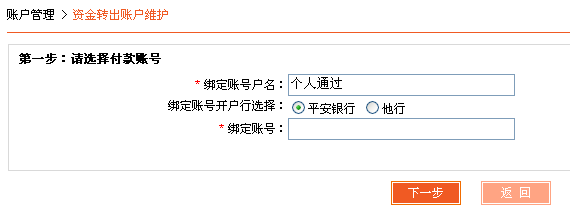 账户管理 > 资金转出账户维护
第一步：请选择付款账号
* 绑定账号户名： 个人通过
绑定账号开户行选择： 平安银行 他行
* 绑定账号：
下一步 返 回